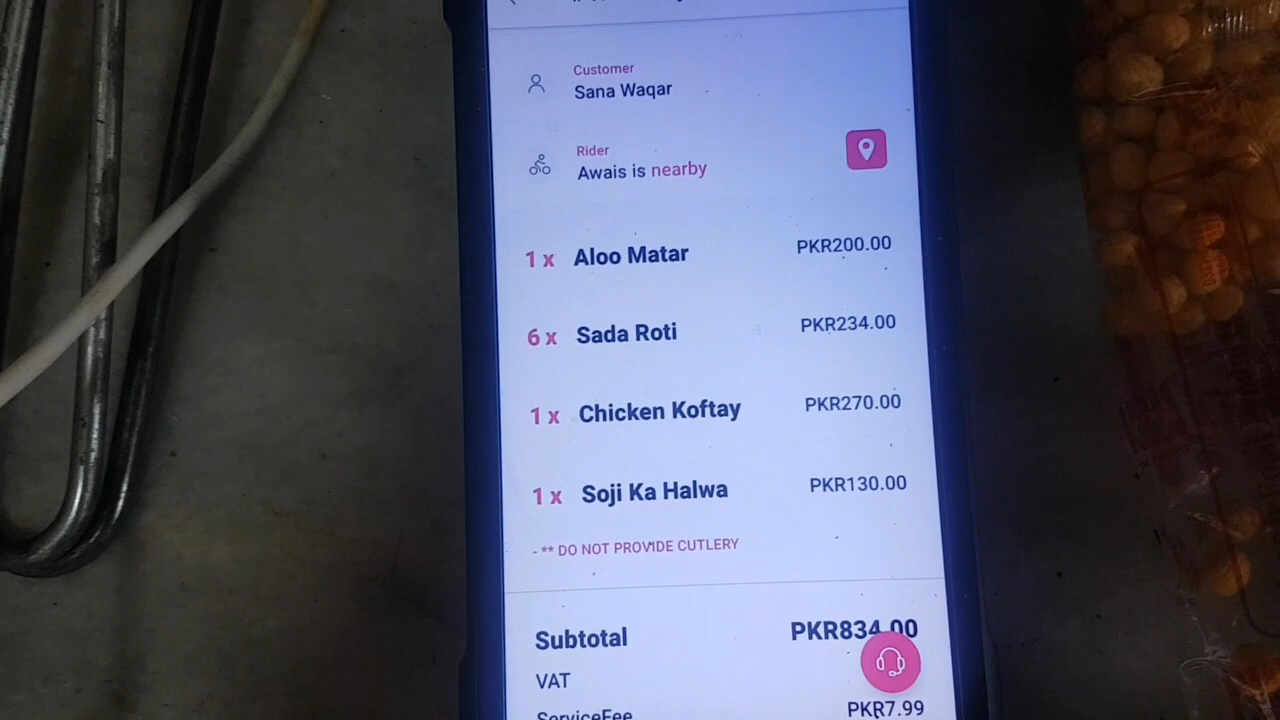 Customer
Sana Waqar
Rider
Awais is nearby
1 x Aloo Matar PKR200.00
6 x Sada Roti PKR234.00
1 x Chicken Koftay PKR270.00
1 x Soji Ka Halwa PKR130.00
- ** DO NOT PROVIDE CUTLERY
Subtotal PKR834.00
VAT
ServiceFee PKR7.99